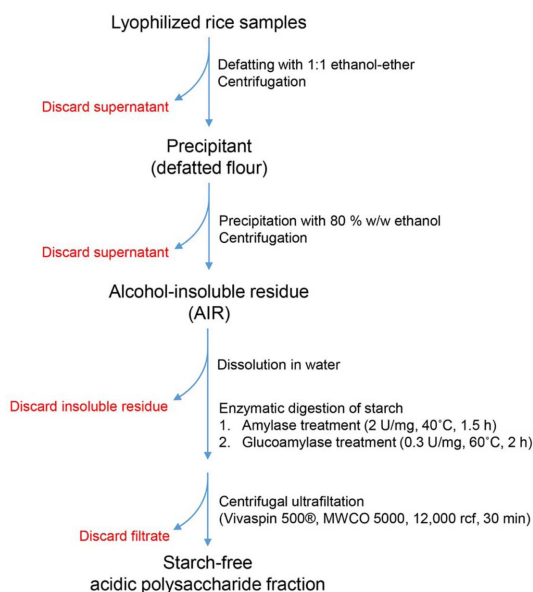 Lyophilized rice samples
Defatting with 1:1 ethanol-ether
Centrifugation
Discard supernatant
Precipitant
(defatted flour)
Precipitation with 80 % w/w ethanol
Centrifugation
Discard supernatant
Alcohol-insoluble residue
(AIR)
Dissolution in water
Discard insoluble residue
Enzymatic digestion of starch
1. Amylase treatment (2 U/mg, 40˚C, 1.5 h)
2. Glucoamylase treatment (0.3 U/mg, 60˚C, 2 h)
Centrifugal ultrafiltation
(Vivaspin 500®, MWCO 5000, 12,000 rcf, 30 min)
Discard filtrate
Starch-free
acidic polysaccharide fraction